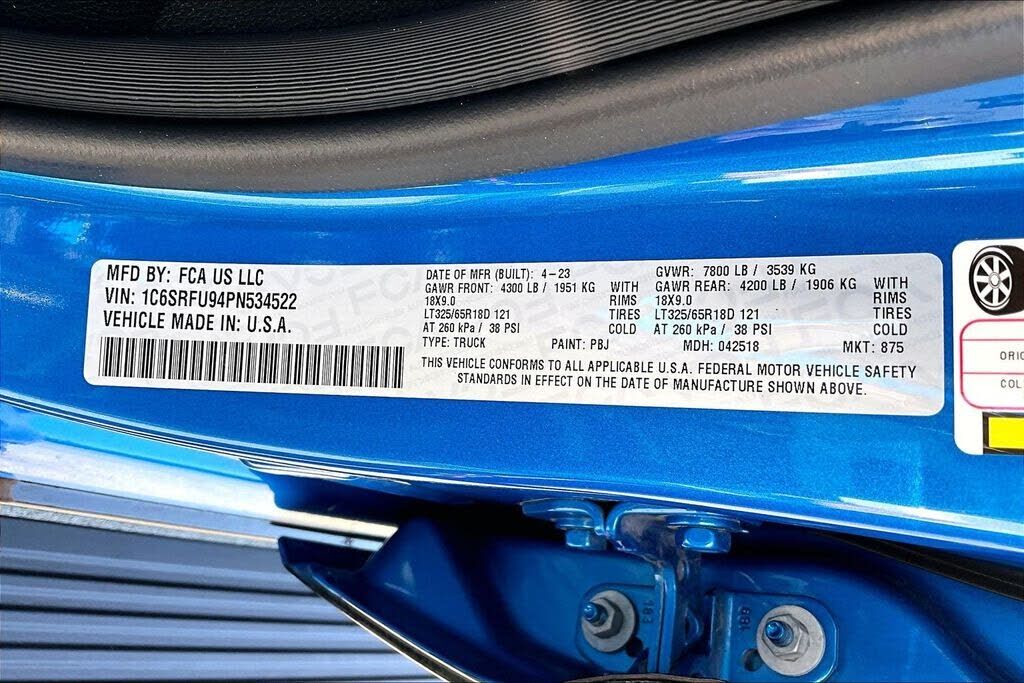 MFD BY: FCA US LLC
VIN: 1C6SRFU94PN534522
VEHICLE MADE IN: U.S.A.
DATE OF MFR (BUILT): 4-23 GVWR: 7800 LB / 3539 KG
GAWR FRONT: 4300 LB / 1951 KG WITH GAWR REAR: 4200 LB / 1906 KG WITH
18X9.0 RIMS 18X9.0 RIMS
LT325/65R18D 121 TIRES LT325/65R18D 121 TIRES
AT 260 kPa / 38 PSI COLD AT 260 kPa / 38 PSI COLD
TYPE: TRUCK PAINT: PBJ MDH: 042518 MKT: 875
THIS VEHICLE CONFORMS TO ALL APPLICABLE U.S.A. FEDERAL MOTOR VEHICLE SAFETY
STANDARDS IN EFFECT ON THE DATE OF MANUFACTURE SHOWN ABOVE.
ORIG
COL
183
188